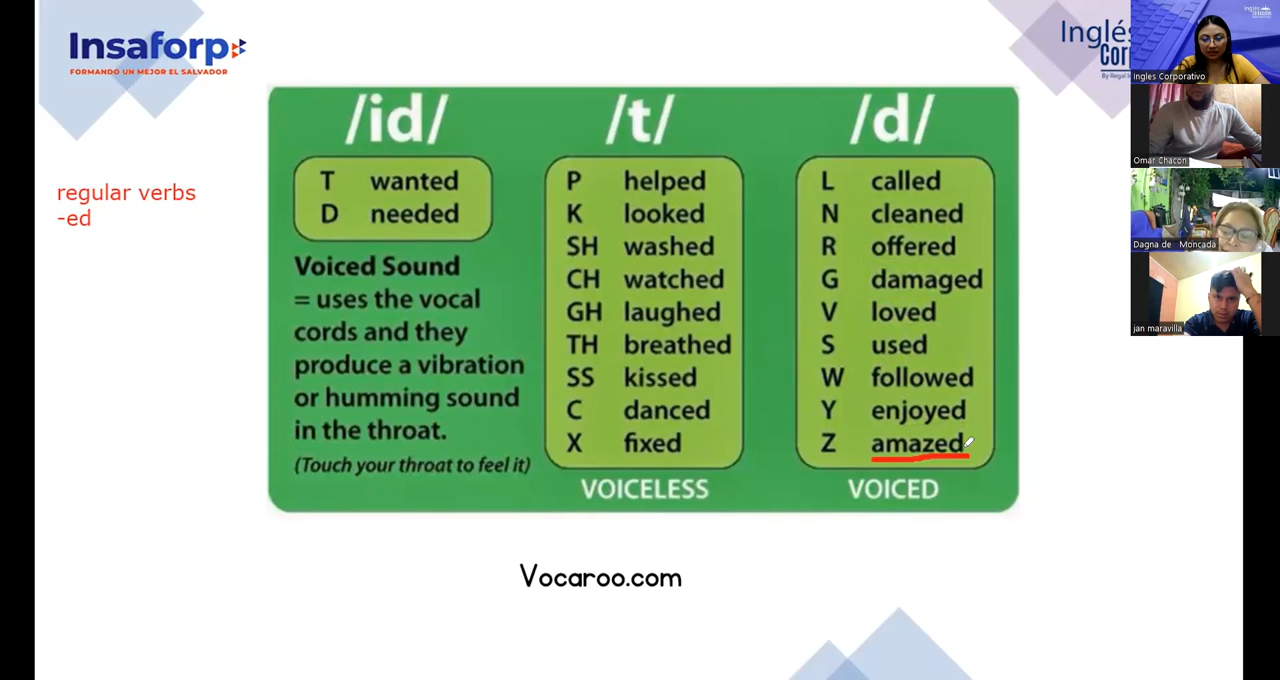 Insaforp
FORMANDO UN MEJOR EL SALVADOR
Inglés
Cor
By Regal I
regular verbs
-ed
/id/
T wanted
D needed
Voiced Sound
= uses the vocal
cords and they
produce a vibration
or humming sound
in the throat.
(Touch your throat to feel it)
/t/
P helped
K looked
SH washed
CH watched
GH laughed
TH breathed
SS kissed
C danced
X fixed
VOICELESS
/d/
L called
N cleaned
R offered
G damaged
V loved
S used
W followed
Y enjoyed
Z amazed
VOICED
Vocaroo.com
Ingles Corporativo
Omar Chacon
Dagna de Moncada
jan maravilla